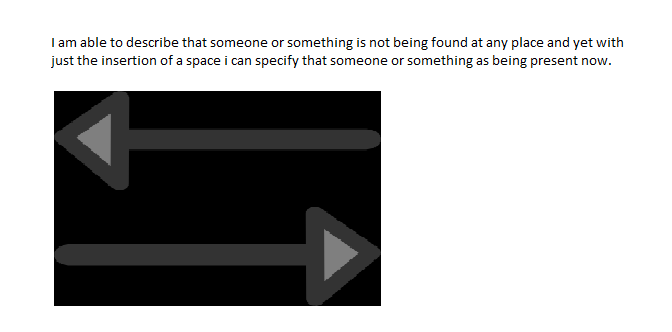 I am able to describe that someone or something is not being found at any place and yet with
just the insertion of a space i can specify that someone or something as being present now.